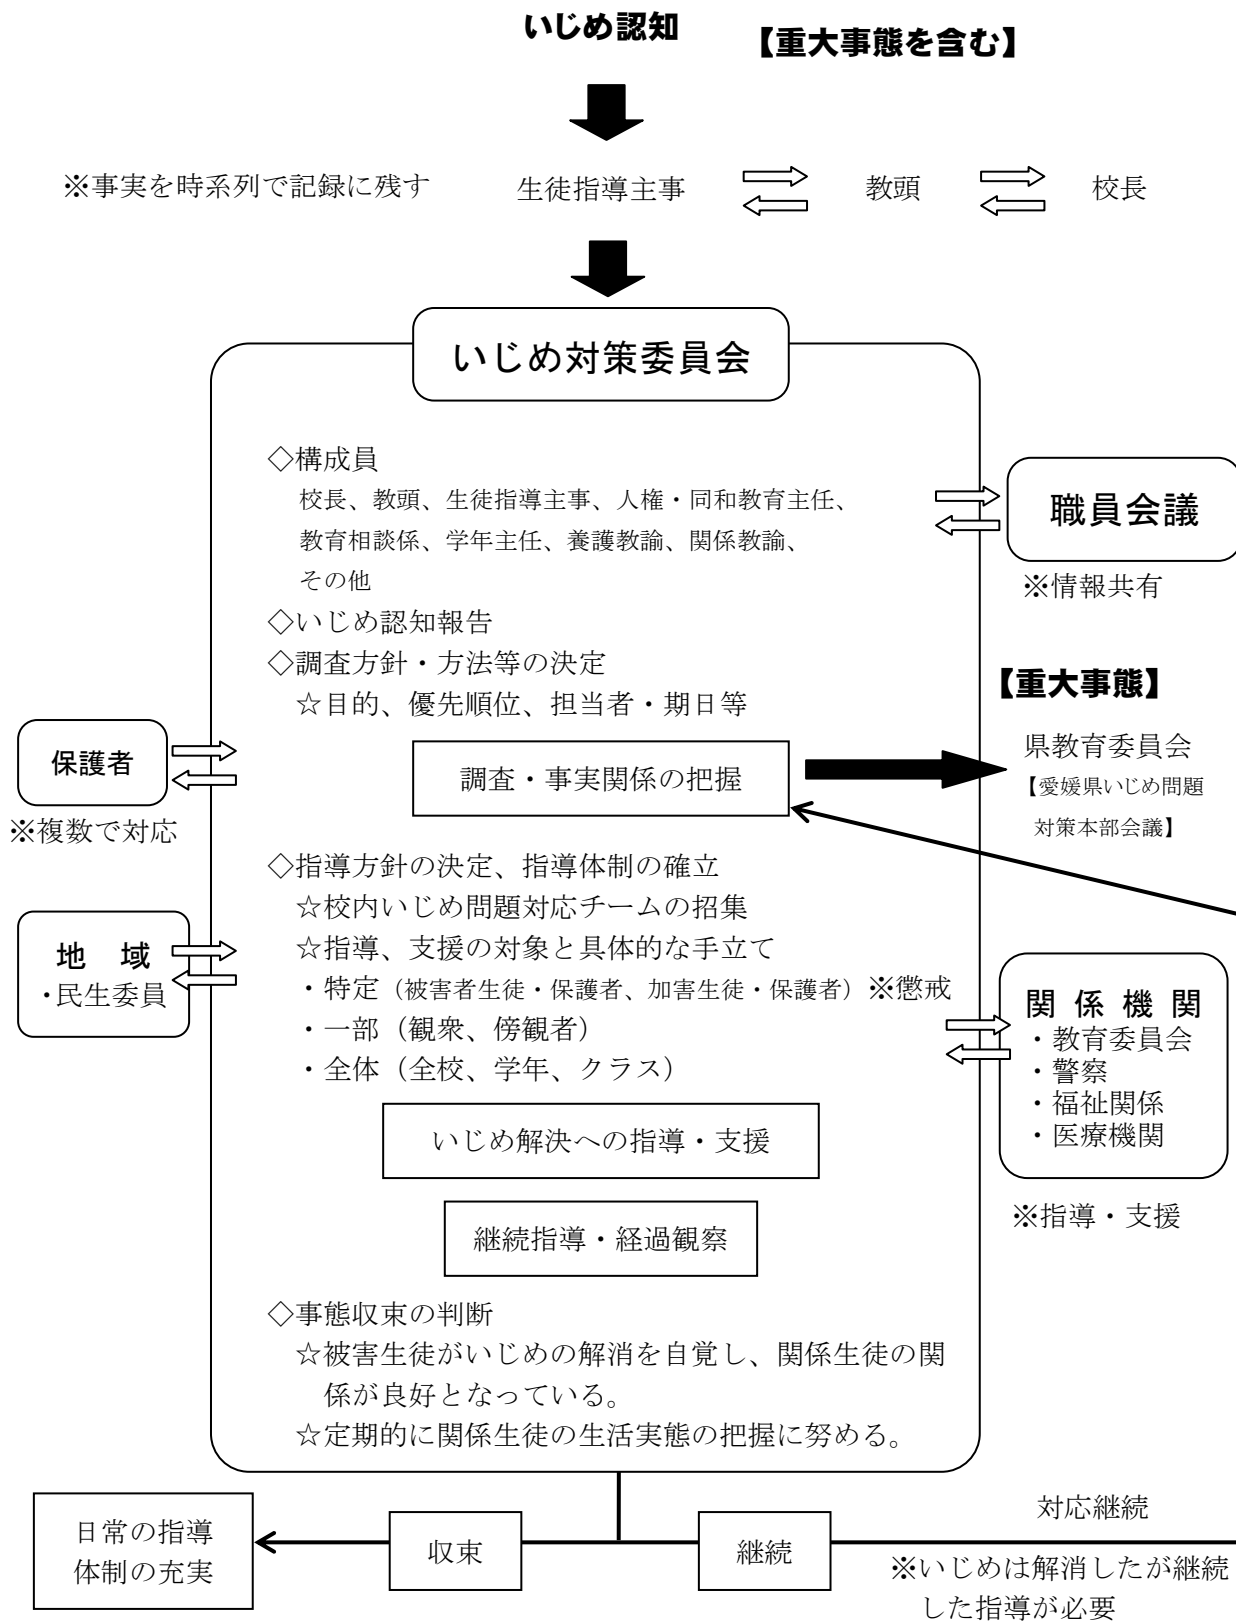 いじめ認知
【重大事態を含む】
※事実を時系列で記録に残す
生徒指導主事
教頭
校長
いじめ対策委員会
◇構成員
校長、教頭、生徒指導主事、人権・同和教育主任、
教育相談係、学年主任、養護教諭、関係教諭、
その他
◇いじめ認知報告
◇調査方針・方法等の決定
☆目的、優先順位、担当者・期日等
職員会議
※情報共有
【重大事態】
県教育委員会
【愛媛県いじめ問題
対策本部会議】
保護者
※複数で対応
調査・事実関係の把握
◇指導方針の決定、指導体制の確立
☆校内いじめ問題対応チームの招集
☆指導、支援の対象と具体的な手立て
・特定（被害者生徒・保護者、加害生徒・保護者）※懲戒
・一部（観衆、傍観者）
・全体（全校、学年、クラス）
地　域
・民生委員
関 係 機 関
・教育委員会
・警察
・福祉関係
・医療機関
※指導・支援
いじめ解決への指導・支援
継続指導・経過観察
◇事態収束の判断
☆被害生徒がいじめの解消を自覚し、関係生徒の関
係が良好となっている。
☆定期的に関係生徒の生活実態の把握に努める。
日常の指導
体制の充実
収束
継続
対応継続
※いじめは解消したが継続
した指導が必要